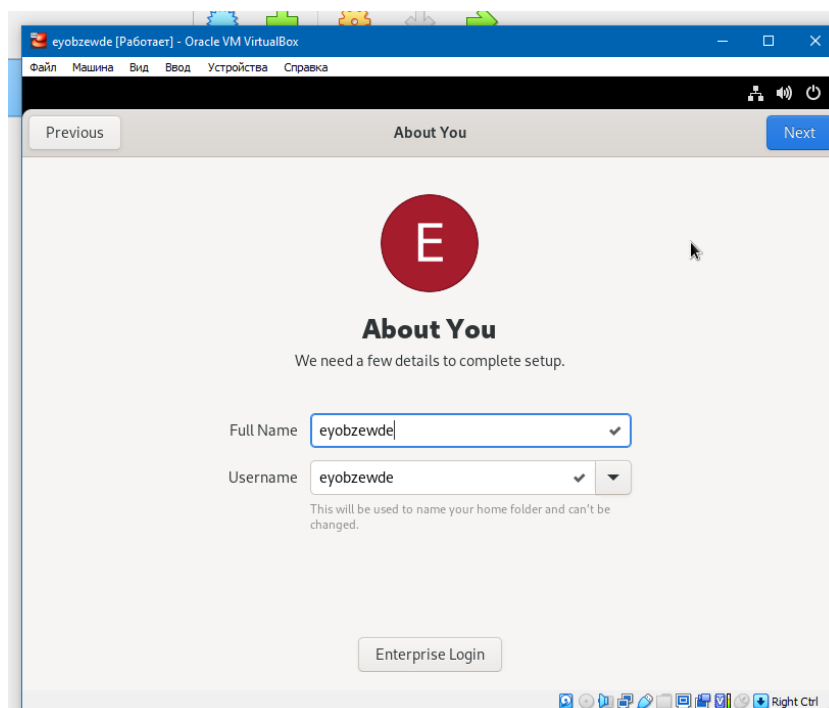 eyobzewde [Работает] - Oracle VM VirtualBox
Файл Машина Вид Ввод Устройства Справка
Previous About You Next
E
About You
We need a few details to complete setup.
Full Name eyobzewde
Username eyobzewde
This will be used to name your home folder and can't be
changed.
Enterprise Login
Right Ctrl